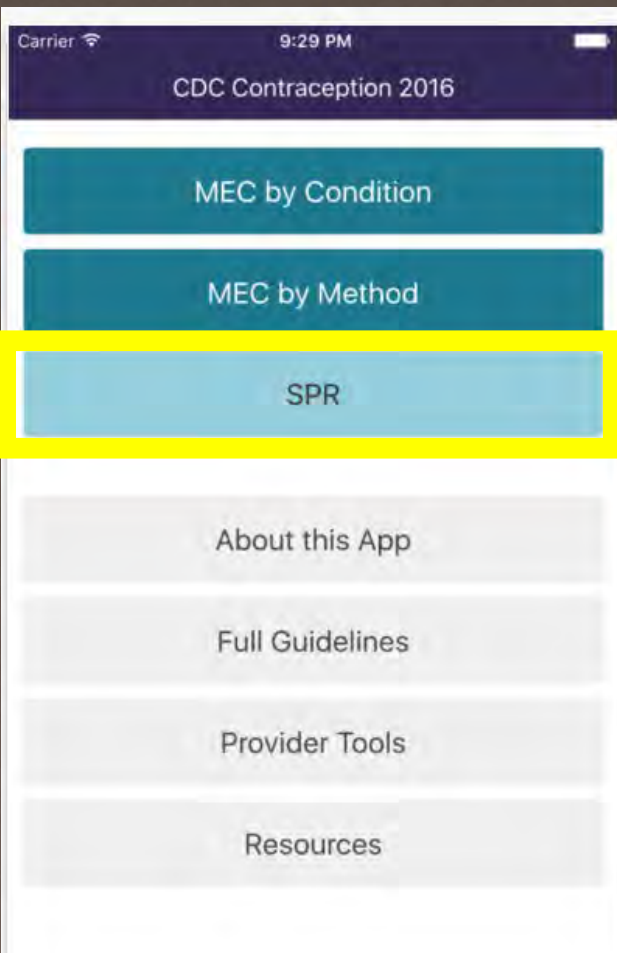 Carrier 9:29 PM
CDC Contraception 2016
MEC by Condition
MEC by Method
SPR
About this App
Full Guidelines
Provider Tools
Resources